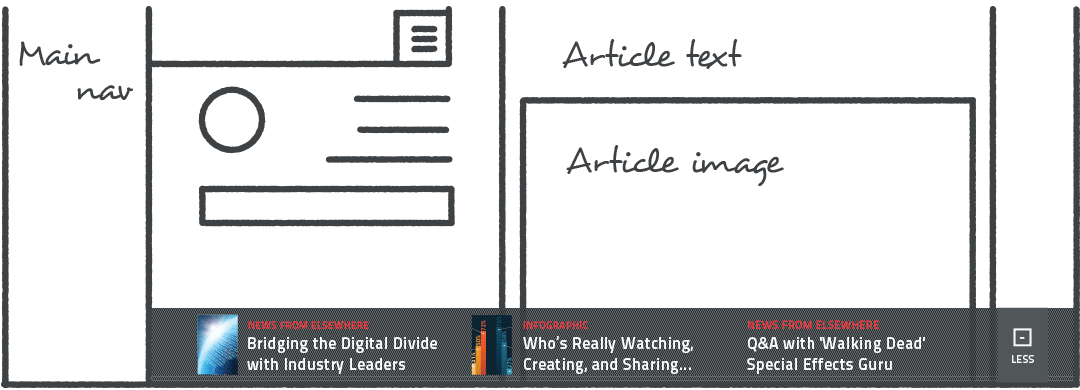 Main
nav
Article text
Article image
NEWS FROM ELSEWHERE
Bridging the Digital Divide
with Industry Leaders
INFOGRAPHIC
Who's Really Watching,
Creating, and Sharing...
NEWS FROM ELSEWHERE
Q&A with 'Walking Dead'
Special Effects Guru
LESS